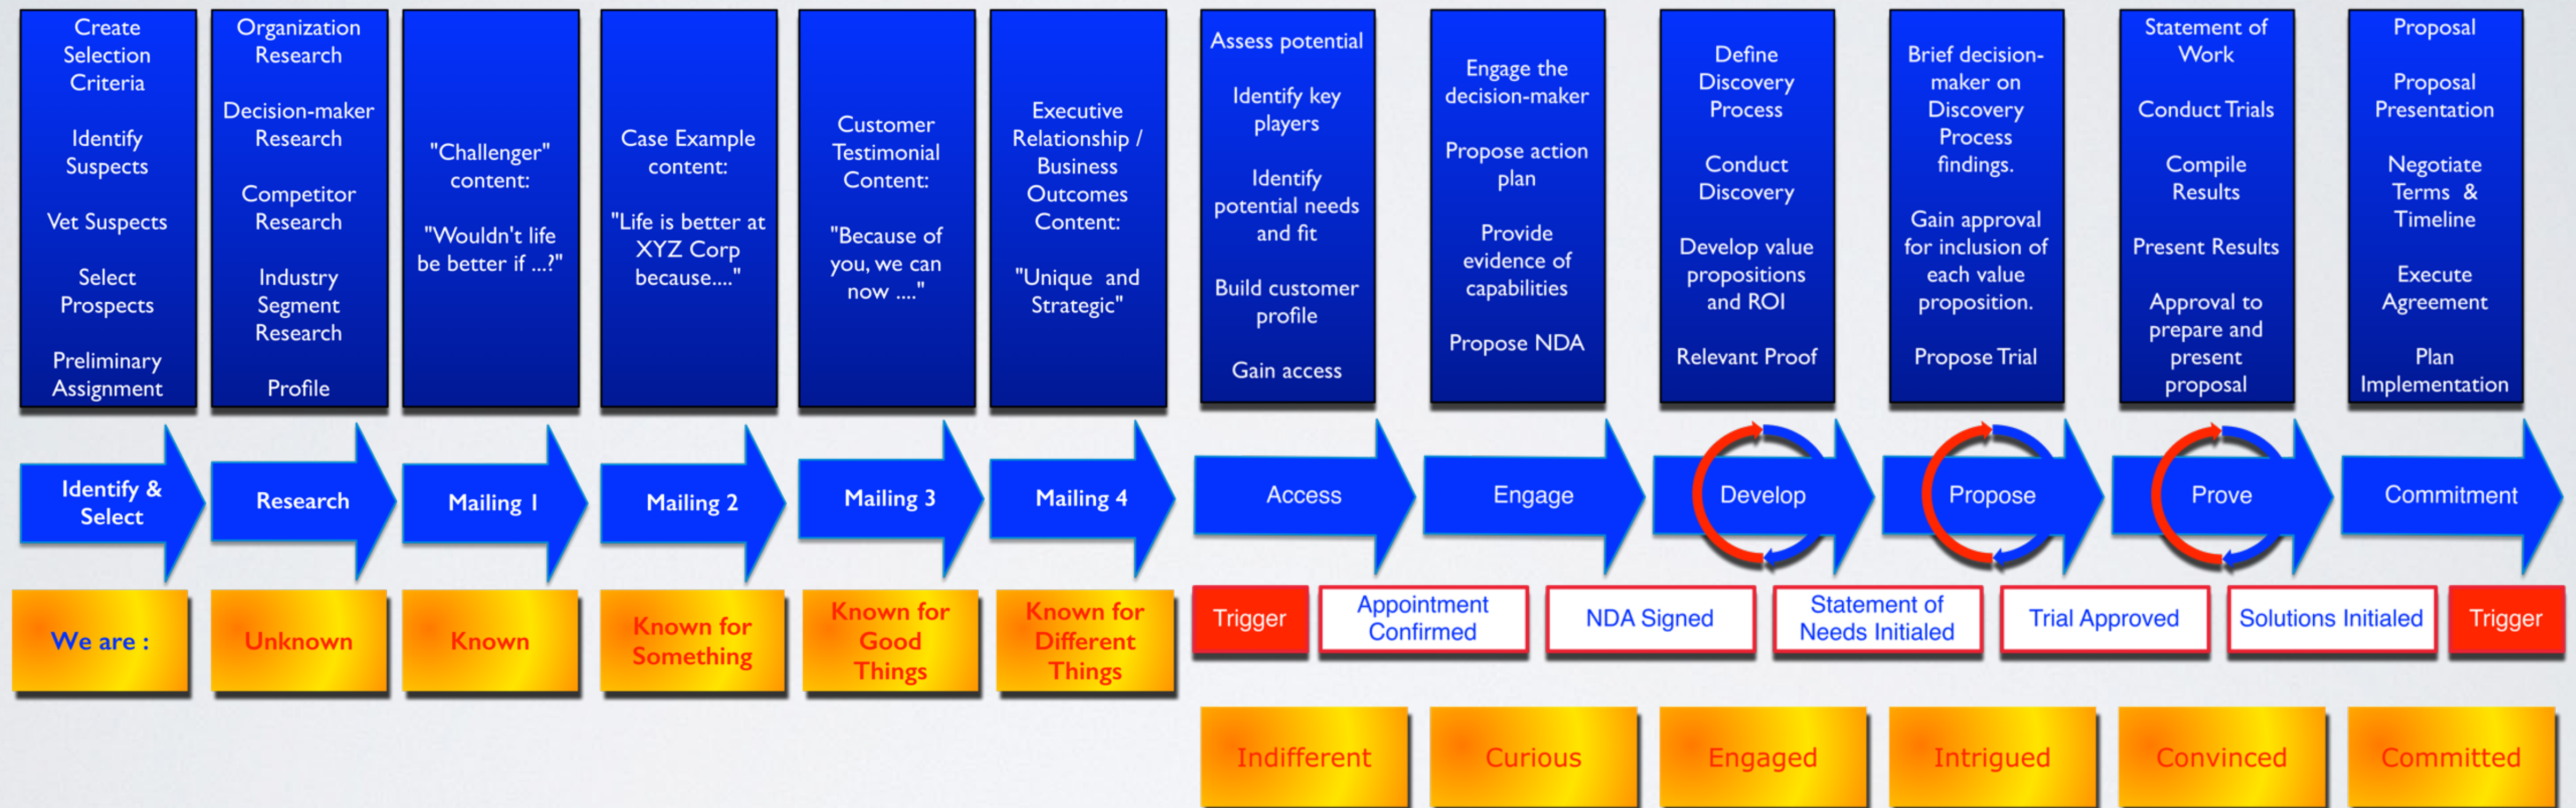 Create
Selection
Criteria
Identify
Suspects
Vet Suspects
Select
Prospects
Preliminary
Assignment
Organization
Research
Decision-maker
Research
Competitor
Research
Industry
Segment
Research
Profile
"Challenger"
content:
"Wouldn't life
be better if ...?"
Case Example
content:
"Life is better at
XYZ Corp
because...."
Customer
Testimonial
Content:
"Because of
you, we can
now ...."
Executive
Relationship /
Business
Outcomes
Content:
"Unique and
Strategic"
Assess potential
Identify key
players
Identify
potential needs
and fit
Build customer
profile
Gain access
Engage the
decision-maker
Propose action
plan
Provide
evidence of
capabilities
Propose NDA
Define
Discovery
Process
Conduct
Discovery
Develop value
propositions
and ROI
Relevant Proof
Brief decision-
maker on
Discovery
Process
findings.
Gain approval
for inclusion of
each value
proposition.
Propose Trial
Statement of
Work
Conduct Trials
Compile
Results
Present Results
Approval to
prepare and
present
proposal
Proposal
Proposal
Presentation
Negotiate
Terms &
Timeline
Execute
Agreement
Plan
Implementation
Identify &
Select
Research
Mailing 1
Mailing 2
Mailing 3
Mailing 4
Access
Engage
Develop
Propose
Prove
Commitment
We are :
Unknown
Known
Known for
Something
Known for
Good
Things
Known for
Different
Things
Trigger
Appointment
Confirmed
NDA Signed
Statement of
Needs Initialed
Trial Approved
Solutions Initialed
Trigger
Indifferent
Curious
Engaged
Intrigued
Convinced
Committed